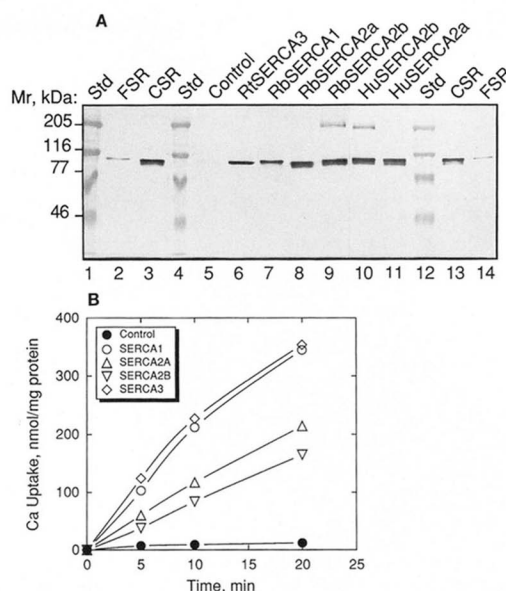 A
Std FSR CSR Std Control RtSERCA3 RbSERCA1 RbSERCA2a RbSERCA2b HuSERCA2b HuSERCA2a Std CSR FSR
Mr, kDa:
205
116
77
46
1 2 3 4 5 6 7 8 9 10 11 12 13 14
B
400
300
200
100
0
Ca Uptake, nmol/mg protein
Control
SERCA1
SERCA2A
SERCA2B
SERCA3
0 5 10 15 20 25
Time, min